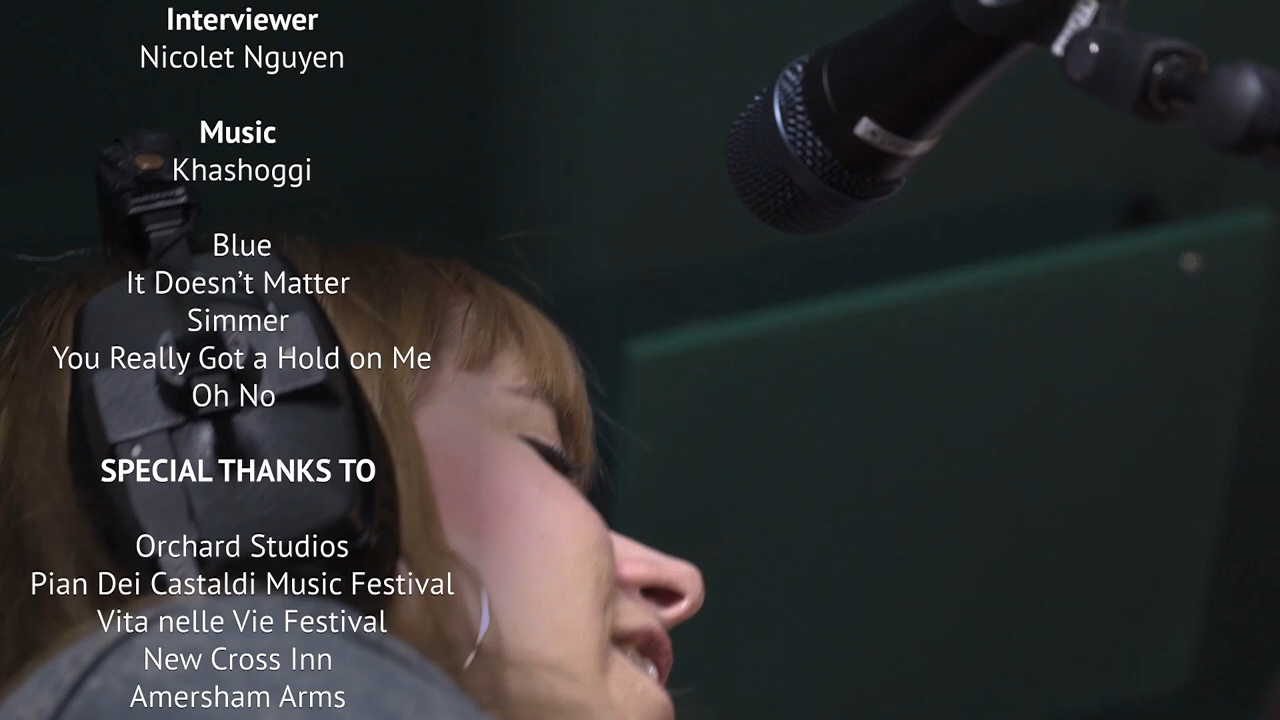 Interviewer
Nicolet Nguyen
Music
Khashoggi
Blue
It Doesn't Matter
Simmer
You Really Got a Hold on Me
Oh No
SPECIAL THANKS TO
Orchard Studios
Pian Dei Castaldi Music Festival
Vita nelle Vie Festival
New Cross Inn
Amersham Arms